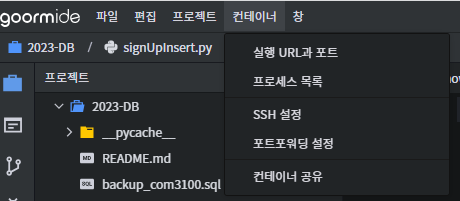 goormide 파일 편집 프로젝트 컨테이너 창
2023-DB / signUpInsert.py
실행 URL과 포트
프로젝트
프로세스 목록
2023-DB
SSH 설정
__pycache__
포트포워딩 설정
MD README.md
컨테이너 공유
SQL backup_com3100.sql